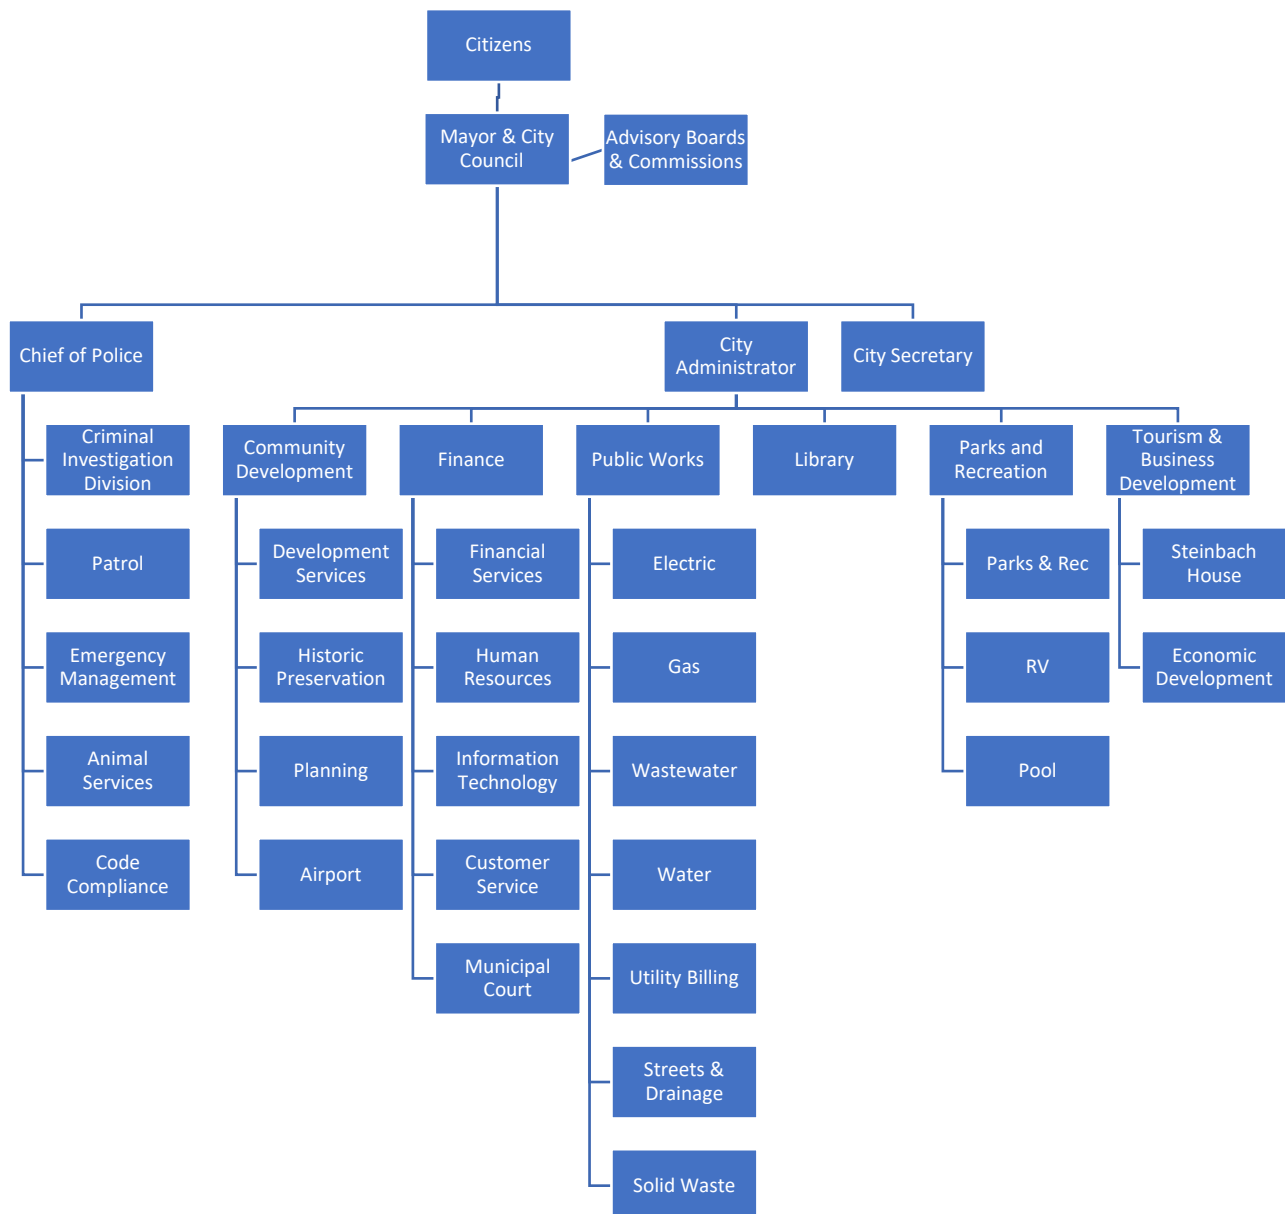 Citizens
Mayor & City
Council
Advisory Boards
& Commissions
Chief of Police
City
Administrator
City Secretary
Criminal
Investigation
Division
Patrol
Emergency
Management
Animal
Services
Code
Compliance
Community
Development
Development
Services
Historic
Preservation
Planning
Airport
Finance
Financial
Services
Human
Resources
Information
Technology
Customer
Service
Municipal
Court
Public Works
Electric
Gas
Wastewater
Water
Utility Billing
Streets &
Drainage
Solid Waste
Library
Parks and
Recreation
Parks & Rec
RV
Pool
Tourism &
Business
Development
Steinbach
House
Economic
Development